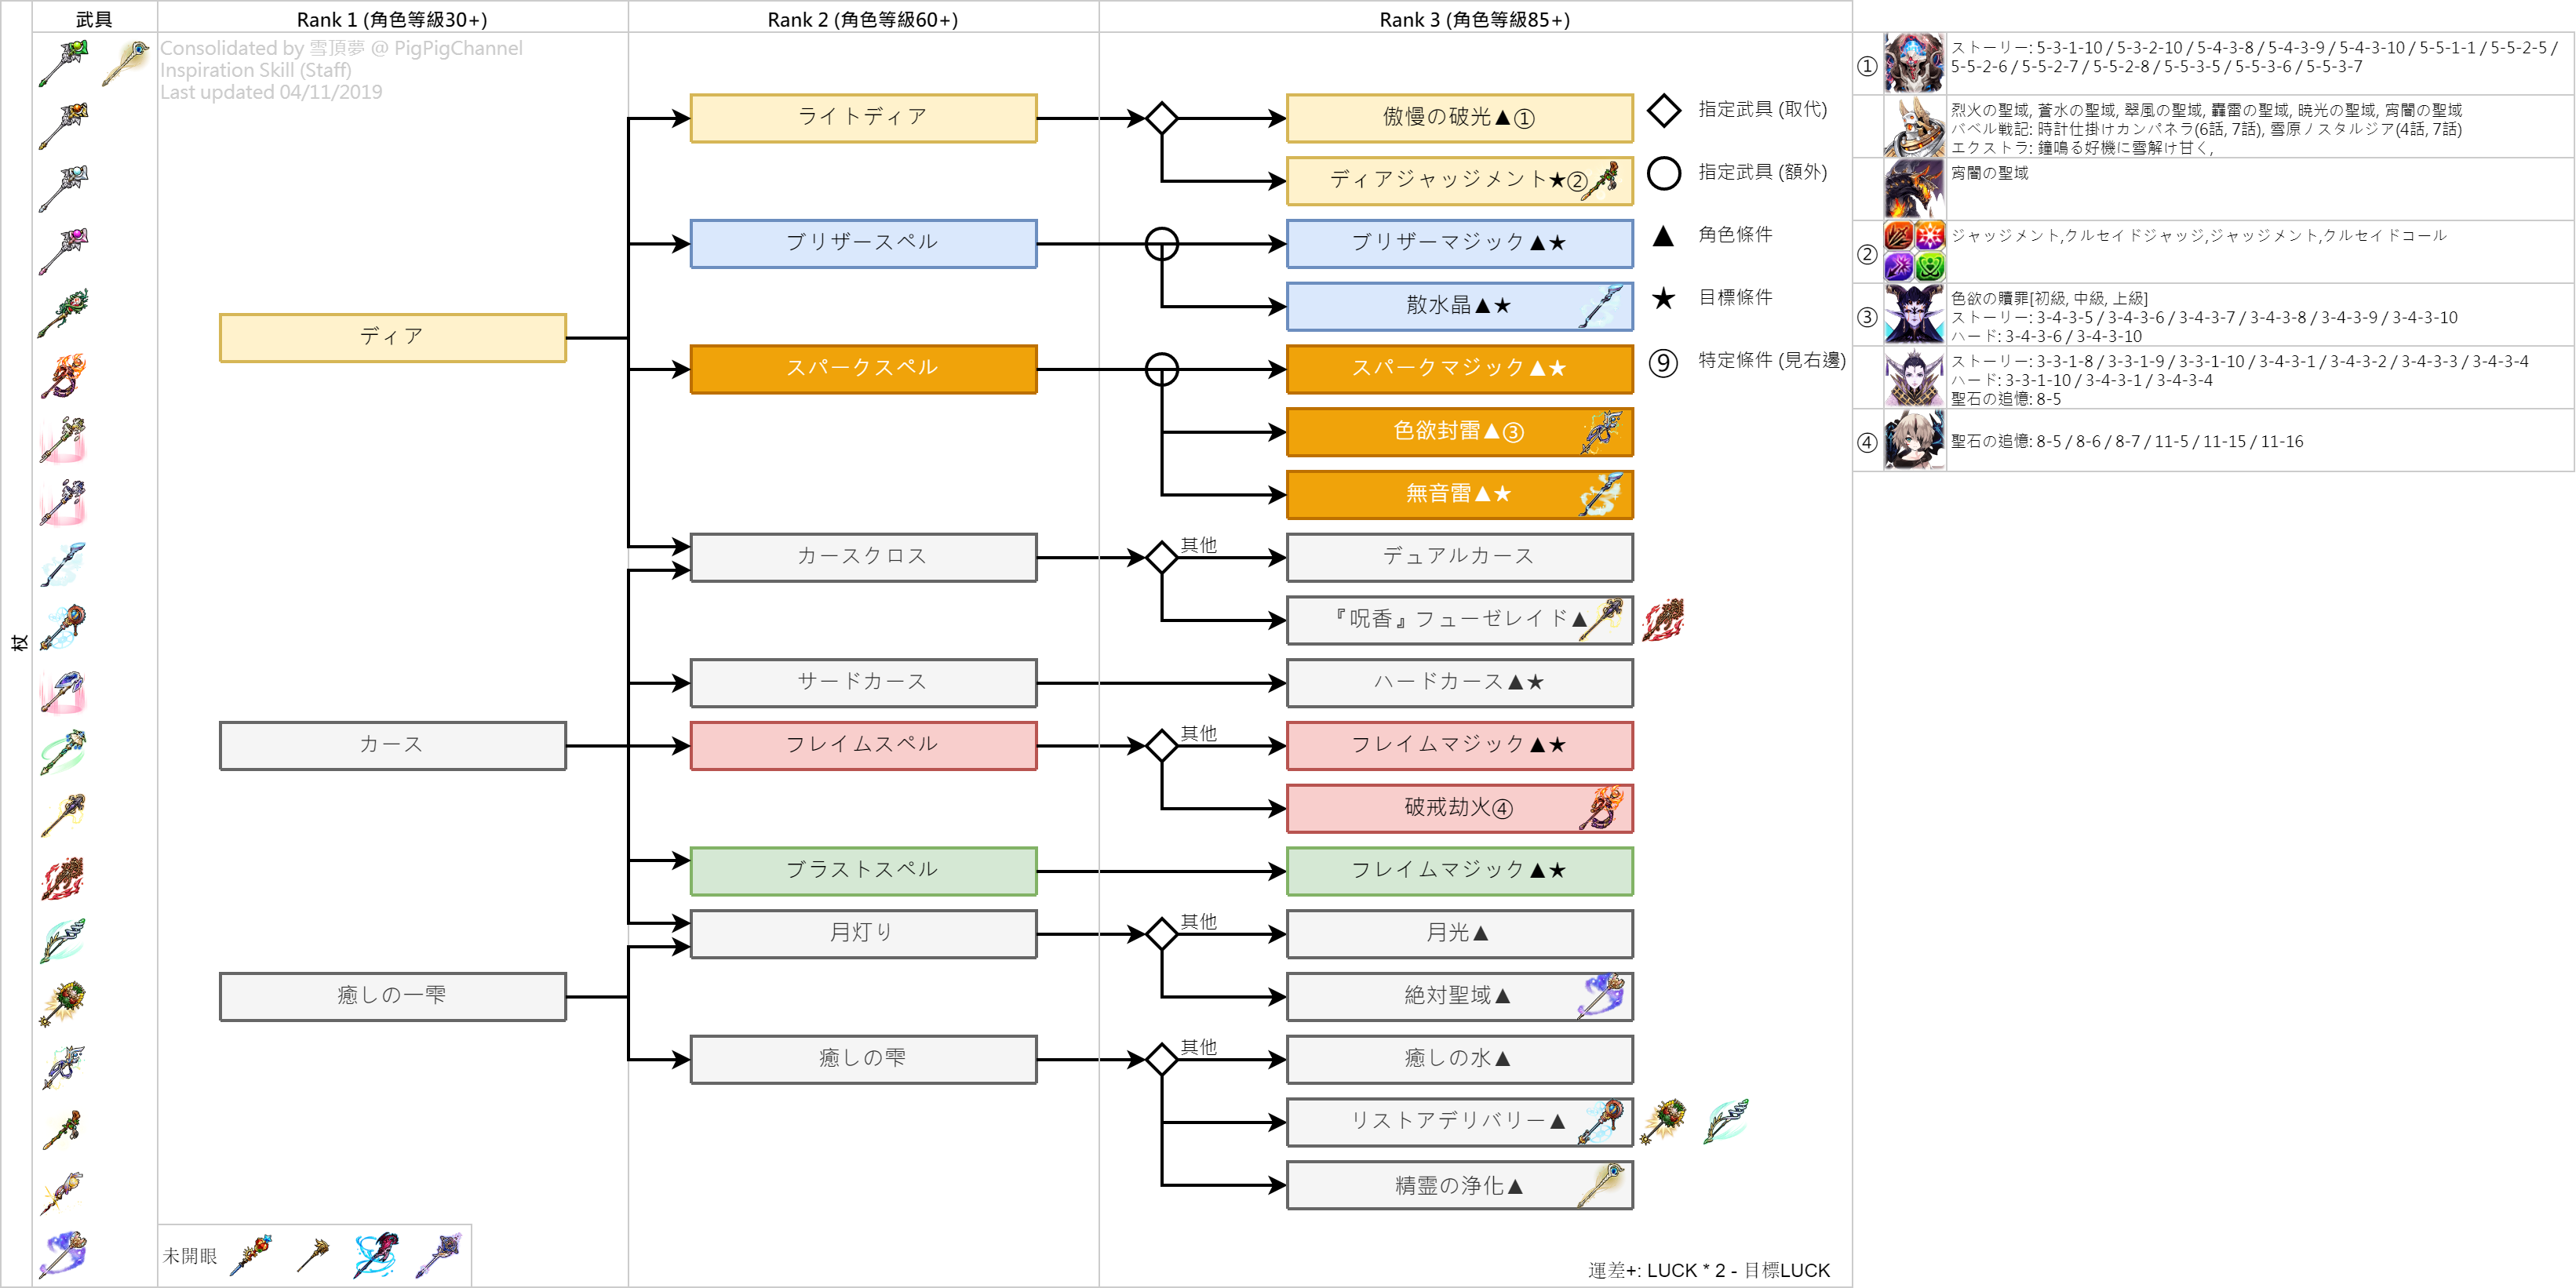 武具
Rank 1 (角色等級30+)
Rank 2 (角色等級60+)
Rank 3 (角色等級85+)
杖
Consolidated by 雪頂夢 @ PigPigChannel
Inspiration Skill (Staff)
Last updated 04/11/2019
ディア
カース
癒しの一雫
ライトディア
ブリザースペル
スパークスペル
カースクロス
サードカース
フレイムスペル
ブラストスペル
月灯り
癒しの雫
傲慢の破光▲①
ディアジャッジメント★②
ブリザーマジック▲★
散水晶▲★
スパークマジック▲★
色欲封雷▲③
無音雷▲★
其他
デュアルカース
『呪香』フューゼレイド▲
ハードカース▲★
其他
フレイムマジック▲★
破戒劫火④
フレイムマジック▲★
其他
月光▲
絶対聖域▲
其他
癒しの水▲
リストアデリバリー▲
精霊の浄化▲
指定武具 (取代)
指定武具 (額外)
▲ 角色條件
★ 目標條件
⑨ 特定條件 (見右邊)
①
ストーリー: 5-3-1-10 / 5-3-2-10 / 5-4-3-8 / 5-4-3-9 / 5-4-3-10 / 5-5-1-1 / 5-5-2-5 /
5-5-2-6 / 5-5-2-7 / 5-5-2-8 / 5-5-3-5 / 5-5-3-6 / 5-5-3-7
烈火の聖域, 蒼水の聖域, 翠風の聖域, 轟雷の聖域, 暁光の聖域, 宵闇の聖域
バベル戦記: 時計仕掛けカンパネラ(6話, 7話), 雪原ノスタルジア(4話, 7話)
エクストラ: 鐘鳴る好機に雪解け甘く,
宵闇の聖域
②
ジャッジメント,クルセイドジャッジ,ジャッジメント,クルセイドコール
③
色欲の贖罪[初級, 中級, 上級]
ストーリー: 3-4-3-5 / 3-4-3-6 / 3-4-3-7 / 3-4-3-8 / 3-4-3-9 / 3-4-3-10
ハード: 3-4-3-6 / 3-4-3-10
ストーリー: 3-3-1-8 / 3-3-1-9 / 3-3-1-10 / 3-4-3-1 / 3-4-3-2 / 3-4-3-3 / 3-4-3-4
ハード: 3-3-1-10 / 3-4-3-1 / 3-4-3-4
聖石の追憶: 8-5
④
聖石の追憶: 8-5 / 8-6 / 8-7 / 11-5 / 11-15 / 11-16
未開眼
運差+: LUCK * 2 - 目標LUCK